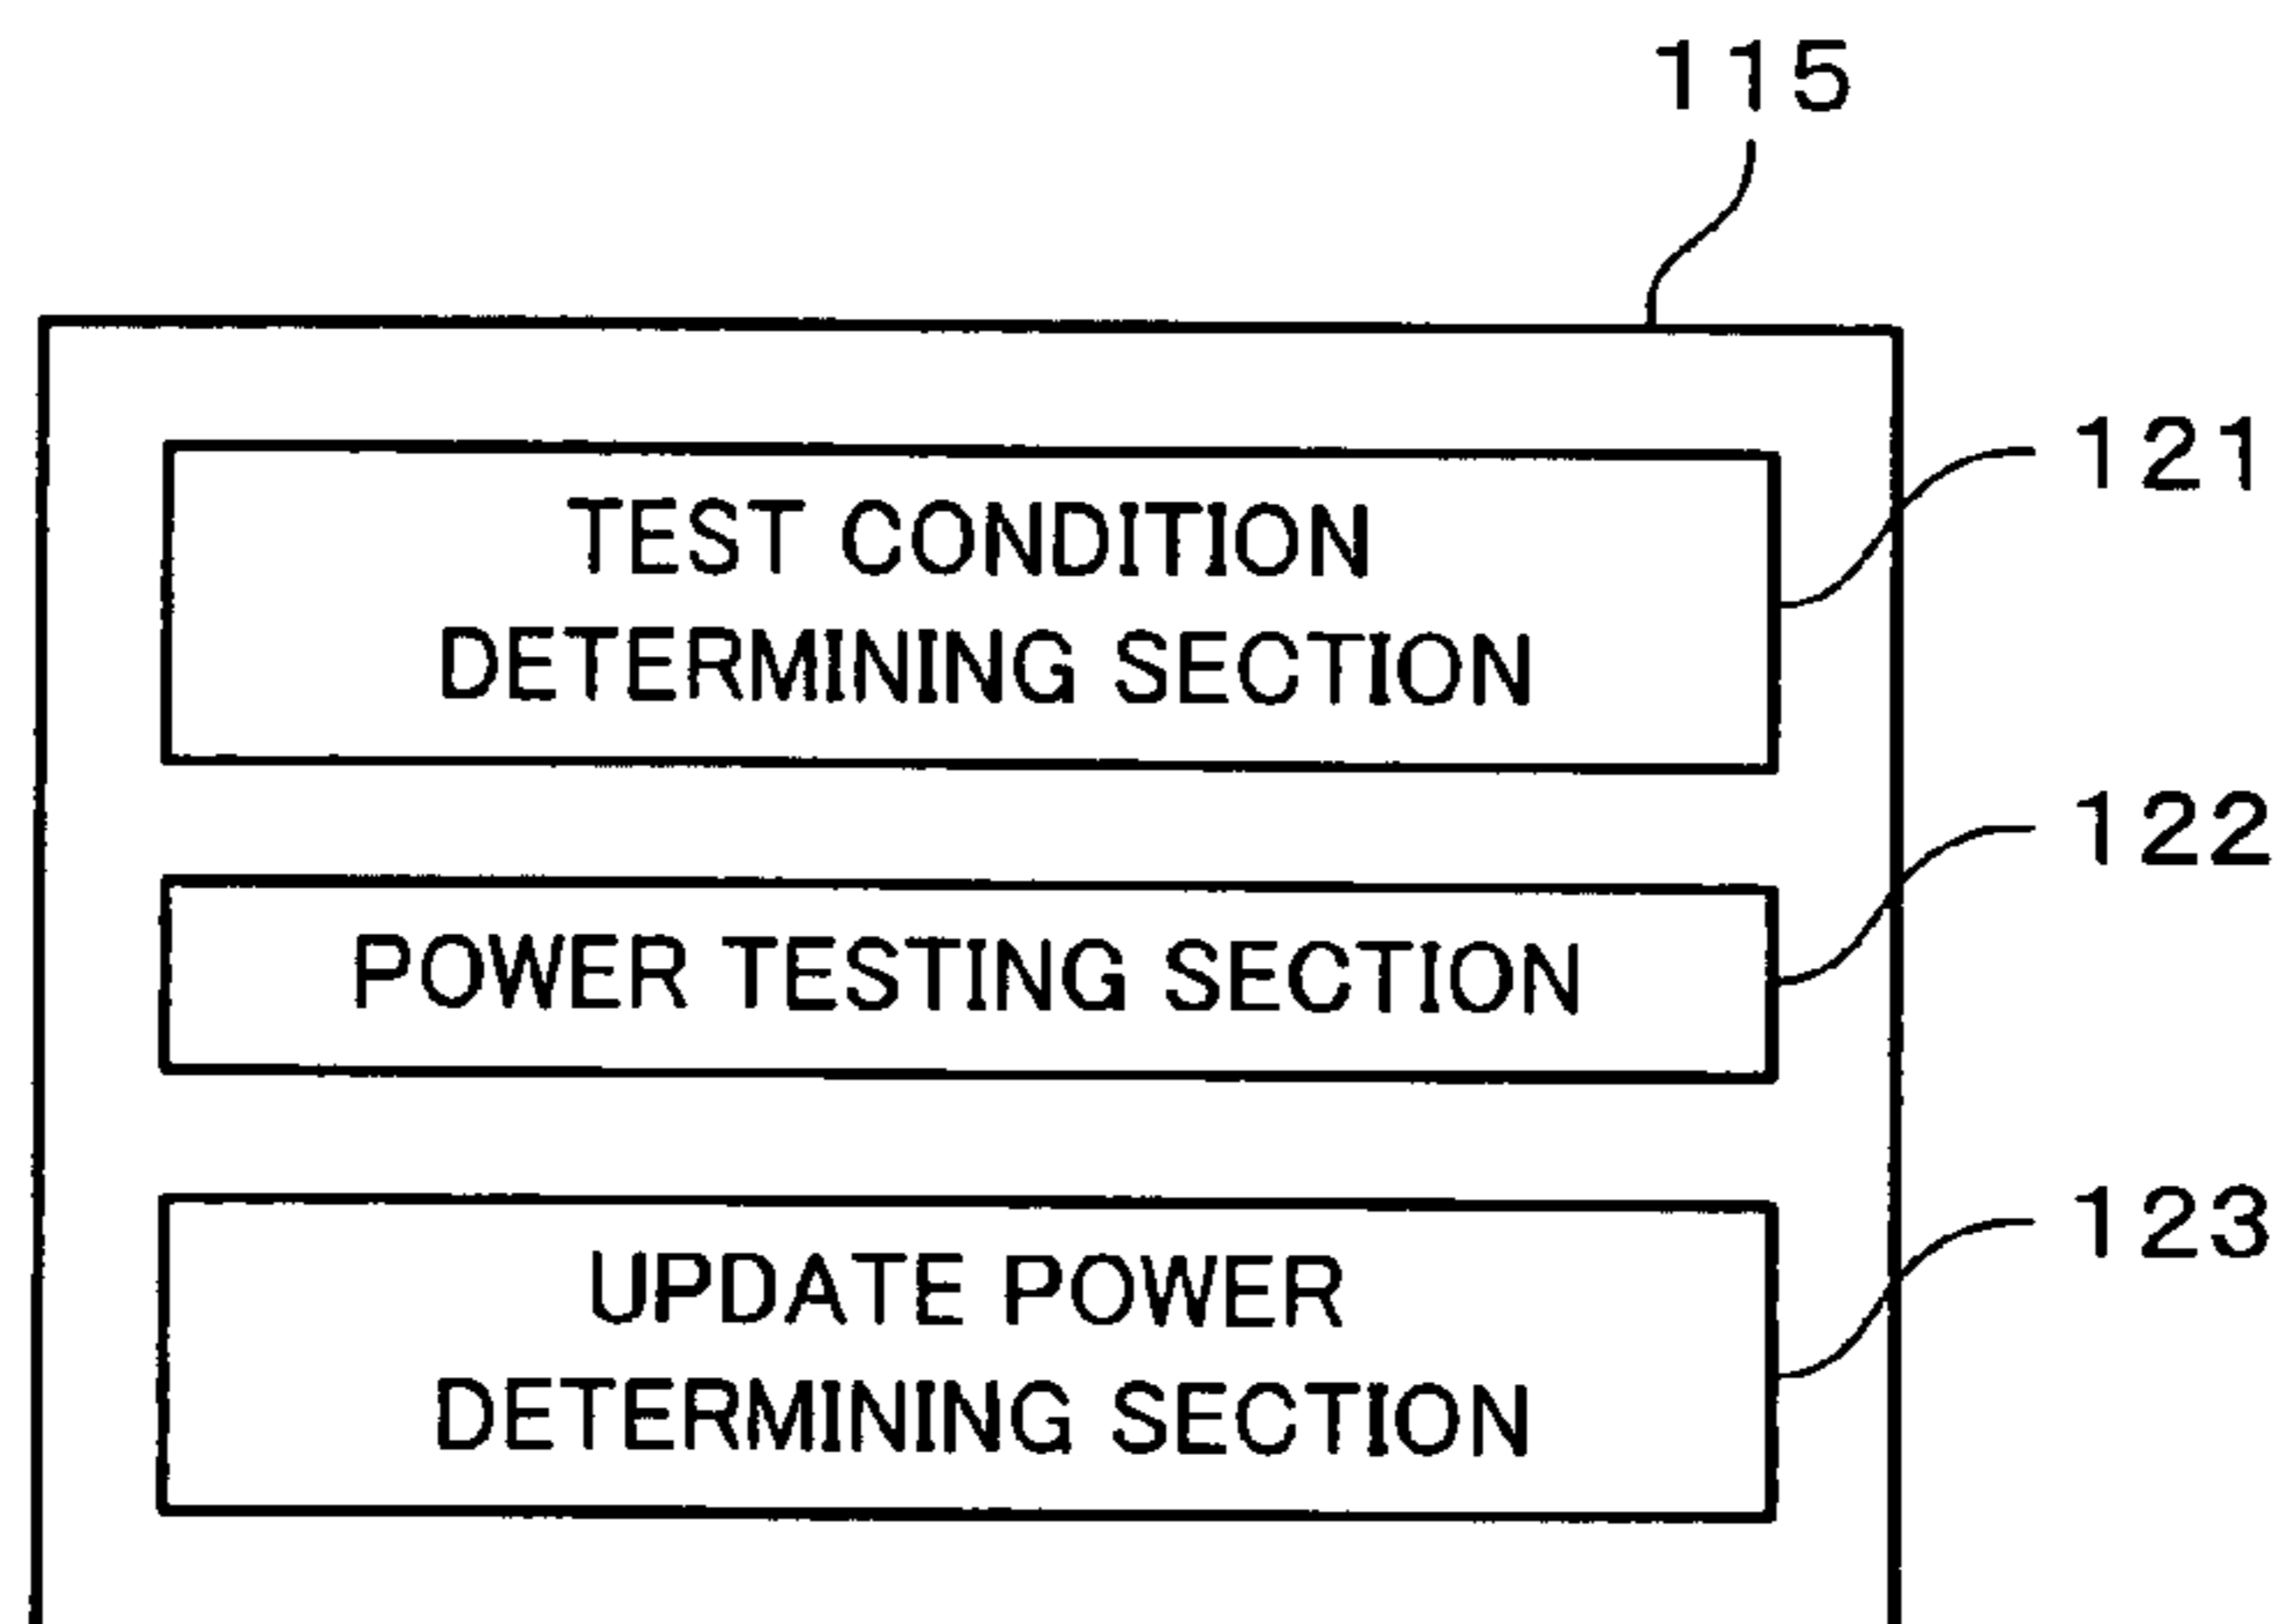 115
TEST CONDITION
DETERMINING SECTION
121
POWER TESTING SECTION
122
UPDATE POWER
DETERMINING SECTION
123